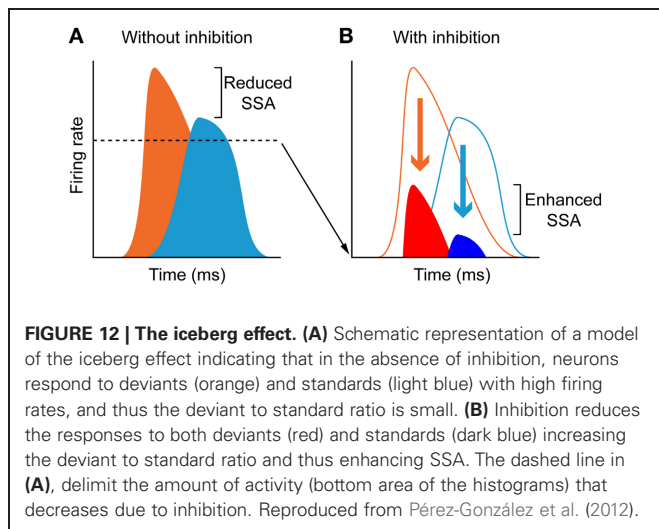 A Without inhibition
B With inhibition
Reduced
SSA
Firing rate
Enhanced
SSA
Time (ms)
Time (ms)
FIGURE 12 | The iceberg effect. (A) Schematic representation of a model
of the iceberg effect indicating that in the absence of inhibition, neurons
respond to deviants (orange) and standards (light blue) with high firing
rates, and thus the deviant to standard ratio is small. (B) Inhibition reduces
the responses to both deviants (red) and standards (dark blue) increasing
the deviant to standard ratio and thus enhancing SSA. The dashed line in
(A), delimit the amount of activity (bottom area of the histograms) that
decreases due to inhibition. Reproduced from Pérez-González et al. (2012).